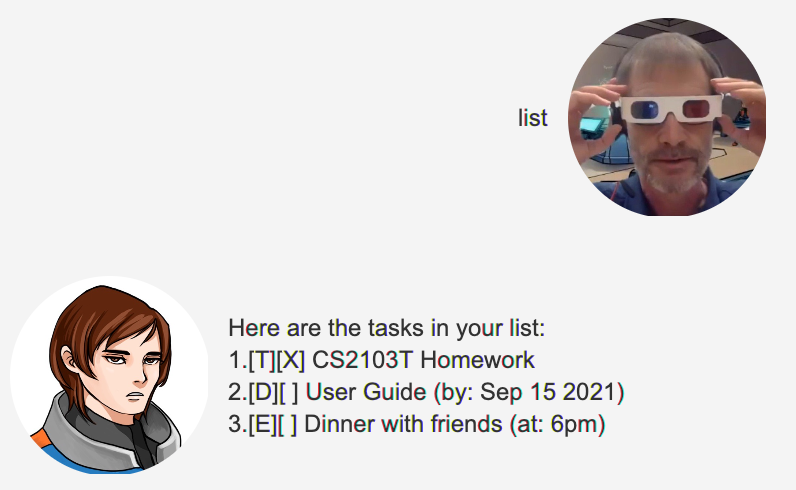 list
Here are the tasks in your list:
1.[T][X] CS2103T Homework
2.[D][ ] User Guide (by: Sep 15 2021)
3.[E][ ] Dinner with friends (at: 6pm)